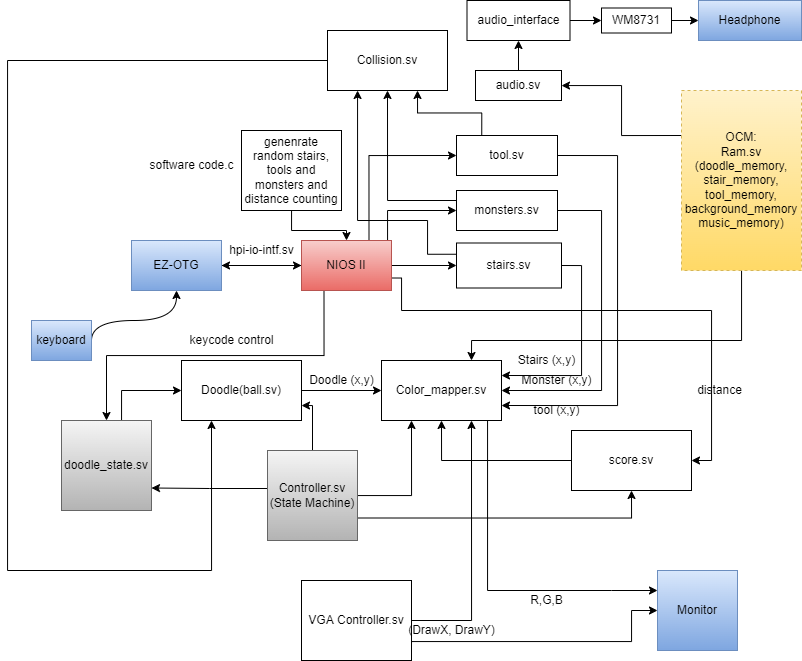 audio_interface
WM8731
Headphone
Collision.sv
audio.sv
OCM:
Ram.sv
(doodle_memory,
stair_memory,
tool_memory,
background_memory
music_memory)
software code.c
genenrate
random stairs,
tools and
monsters and
distance counting
tool.sv
monsters.sv
hpi-io-intf.sv
EZ-OTG
NIOS II
stairs.sv
keyboard
keycode control
Stairs (x,y)
Doodle(ball.sv)
Doodle (x,y)
Color_mapper.sv
Monster (x,y)
distance
tool (x,y)
doodle_state.sv
Controller.sv
(State Machine)
score.sv
R,G,B
Monitor
VGA Controller.sv
(DrawX, DrawY)